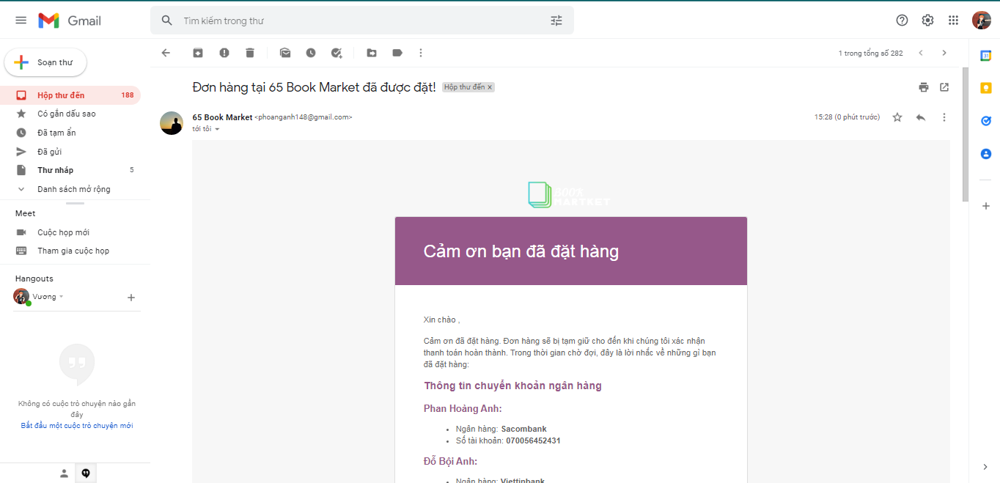 Gmail
Tìm kiếm trong thư
Soạn thư
1 trong tổng số 282
Hộp thư đến 188
Có gắn dấu sao
Đã tạm ẩn
Đã gửi
Thư nháp 5
Danh sách mở rộng
Meet
Cuộc họp mới
Tham gia cuộc họp
Hangouts
Vương
Không có cuộc trò chuyện nào gần
đây
Bắt đầu một cuộc trò chuyện mới
Đơn hàng tại 65 Book Market đã được đặt! Hộp thư đến ×
65 Book Market <phoanganh148@gmail.com> 15:28 (0 phút trước)
tới tôi
BOOK
MARTKET
Cảm ơn bạn đã đặt hàng
Xin chào ,
Cảm ơn đã đặt hàng. Đơn hàng sẽ bị tạm giữ cho đến khi chúng tôi xác nhận
thanh toán hoàn thành. Trong thời gian chờ đợi, đây là lời nhắc về những gì bạn
đã đặt hàng:
Thông tin chuyển khoản ngân hàng
Phan Hoàng Anh:
Ngân hàng: Sacombank
Số tài khoản: 070056452431
Đỗ Bội Anh:
Ngân hàng: Viettinbank